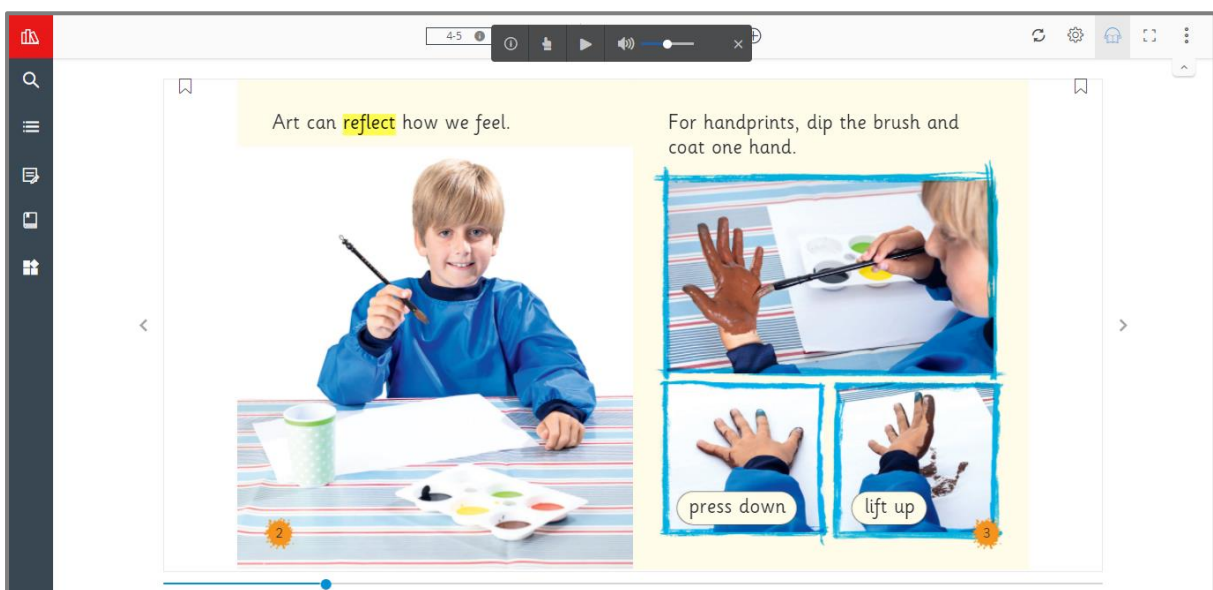 4-5
Art can reflect how we feel.
For handprints, dip the brush and
coat one hand.
press down
lift up
2
3